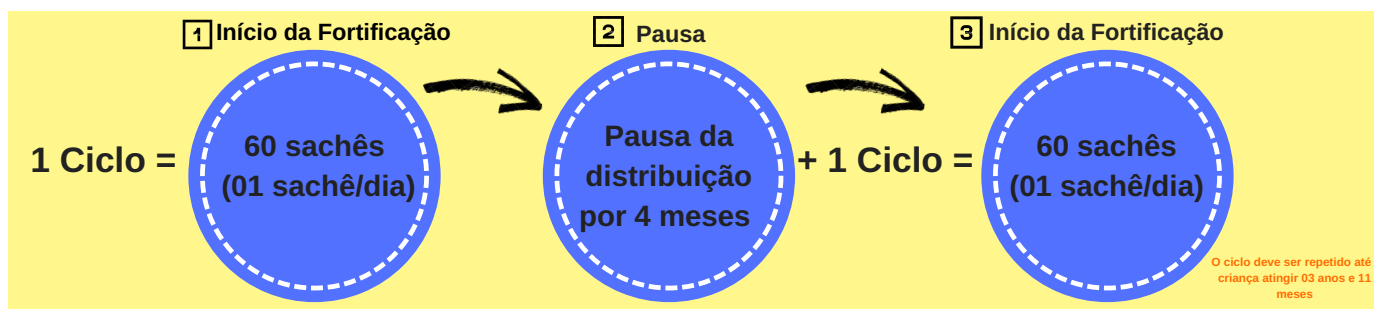 1 Início da Fortificação
2 Pausa
3 Início da Fortificação
1 Ciclo =
60 sachês
(01 sachê/dia)
Pausa da
distribuição
por 4 meses
+ 1 Ciclo =
60 sachês
(01 sachê/dia)
O ciclo deve ser repetido até
criança atingir 03 anos e 11
meses